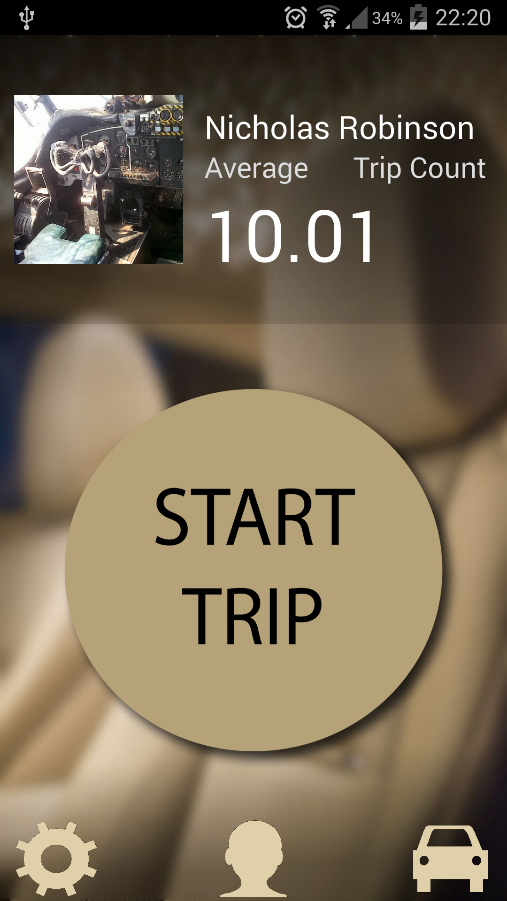 34% 22:20
Nicholas Robinson
Average Trip Count
10.01
START
TRIP